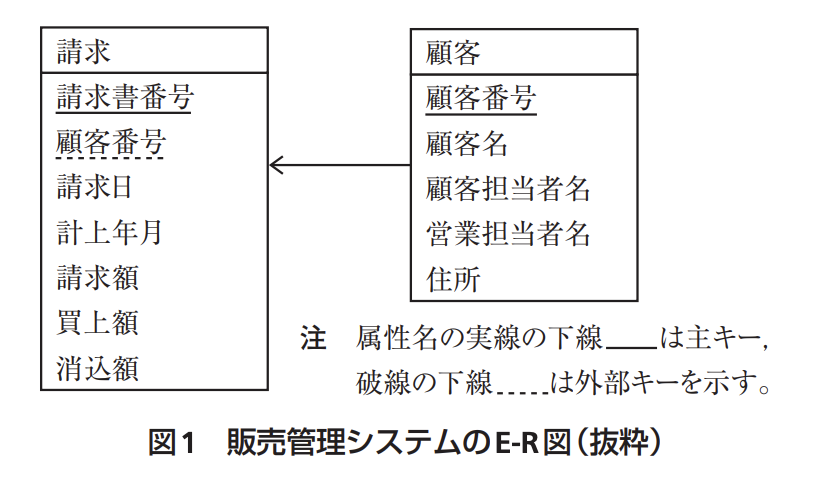 請求
請求書番号
顧客番号
請求日
計上年月
請求額
買上額
消込額
顧客
顧客番号
顧客名
顧客担当者名
営業担当者名
住所
注 属性名の実線の下線＿＿は主キー，
破線の下線.....は外部キーを示す。
図1 販売管理システムのE-R図（抜粋）